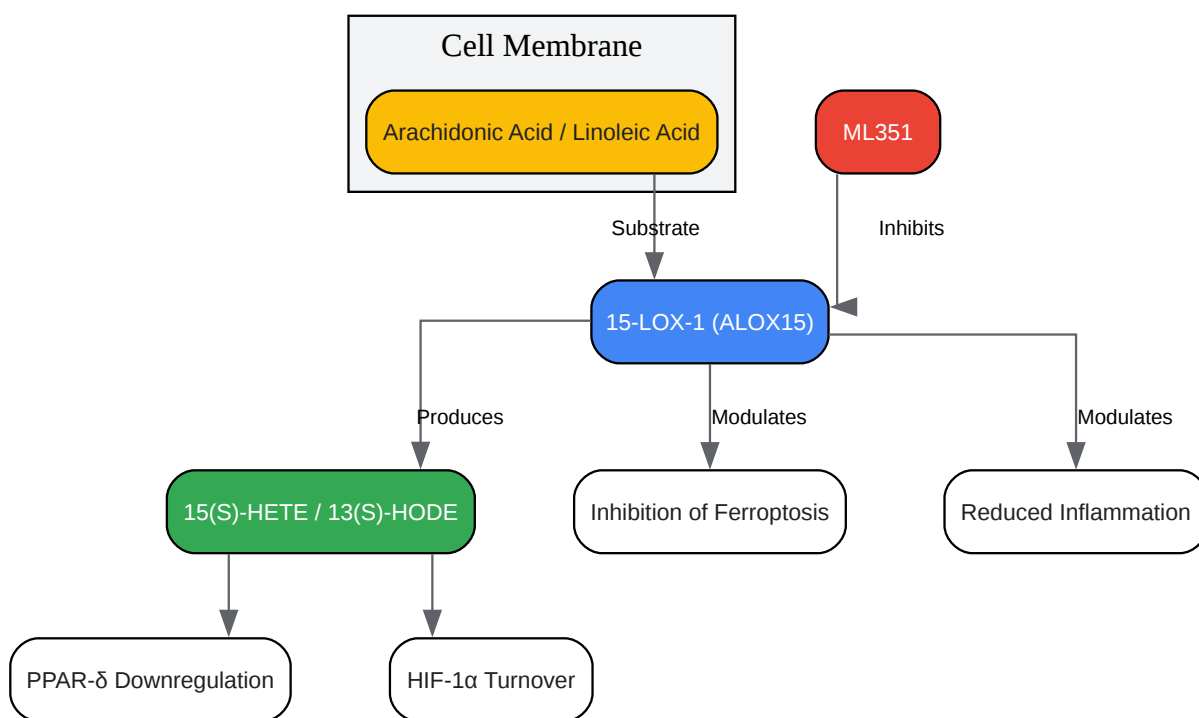 Cell Membrane
Arachidonic Acid / Linoleic Acid
ML351
Substrate
Inhibits
15-LOX-1 (ALOX15)
Produces
Modulates
Modulates
15(S)-HETE / 13(S)-HODE
Inhibition of Ferroptosis
Reduced Inflammation
PPAR-δ Downregulation
HIF-1α Turnover